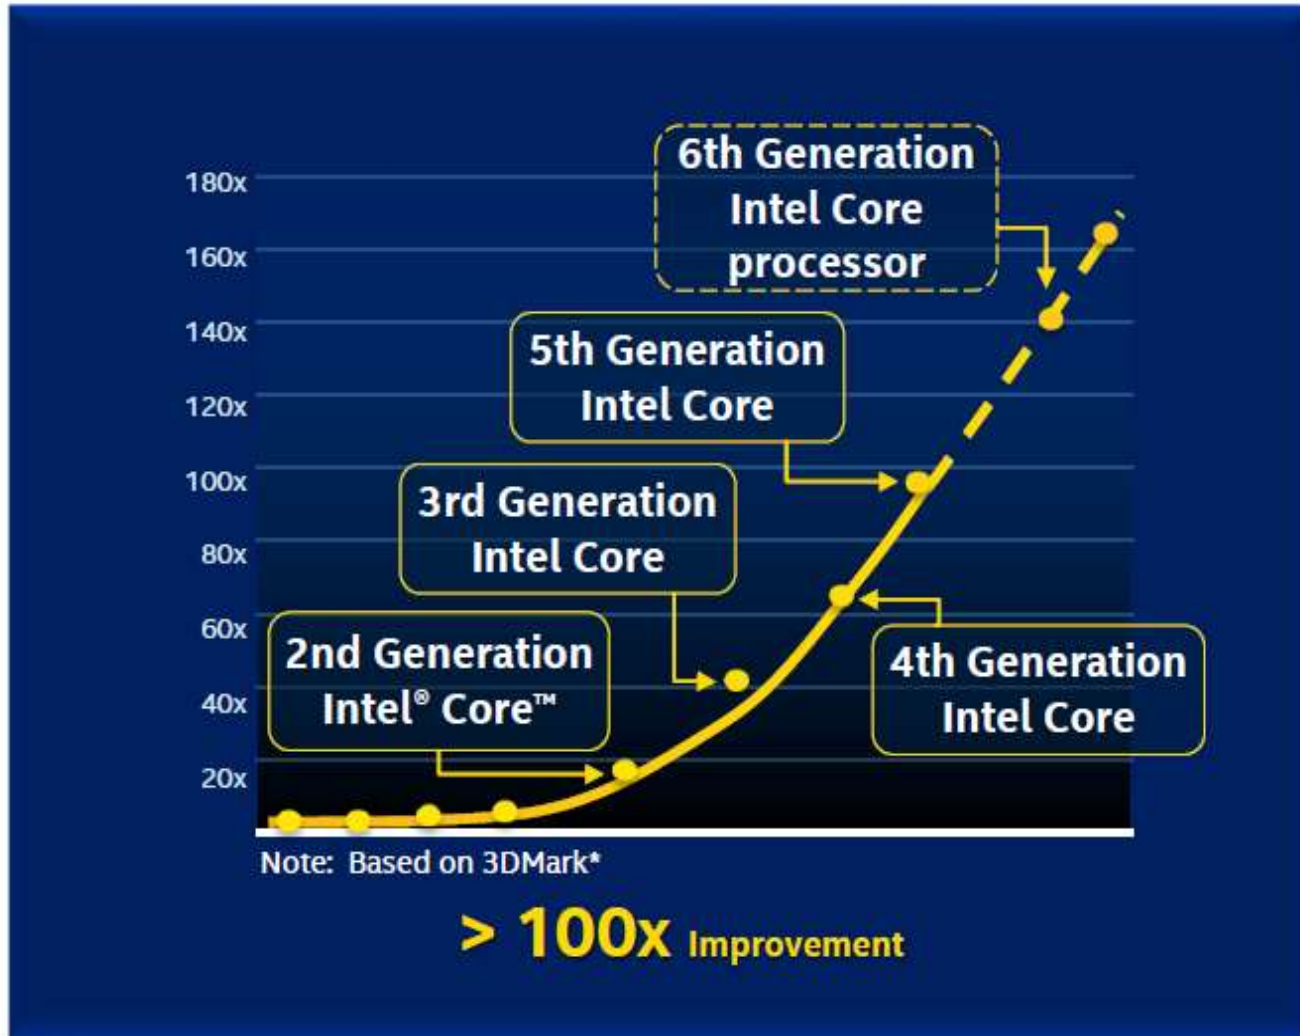 6th Generation
Intel Core
processor
180x
160x
140x
5th Generation
Intel Core
120x
100x
3rd Generation
Intel Core
80x
60x
2nd Generation
Intel® Core™
4th Generation
Intel Core
40x
20x
Note: Based on 3DMark*
> 100x Improvement